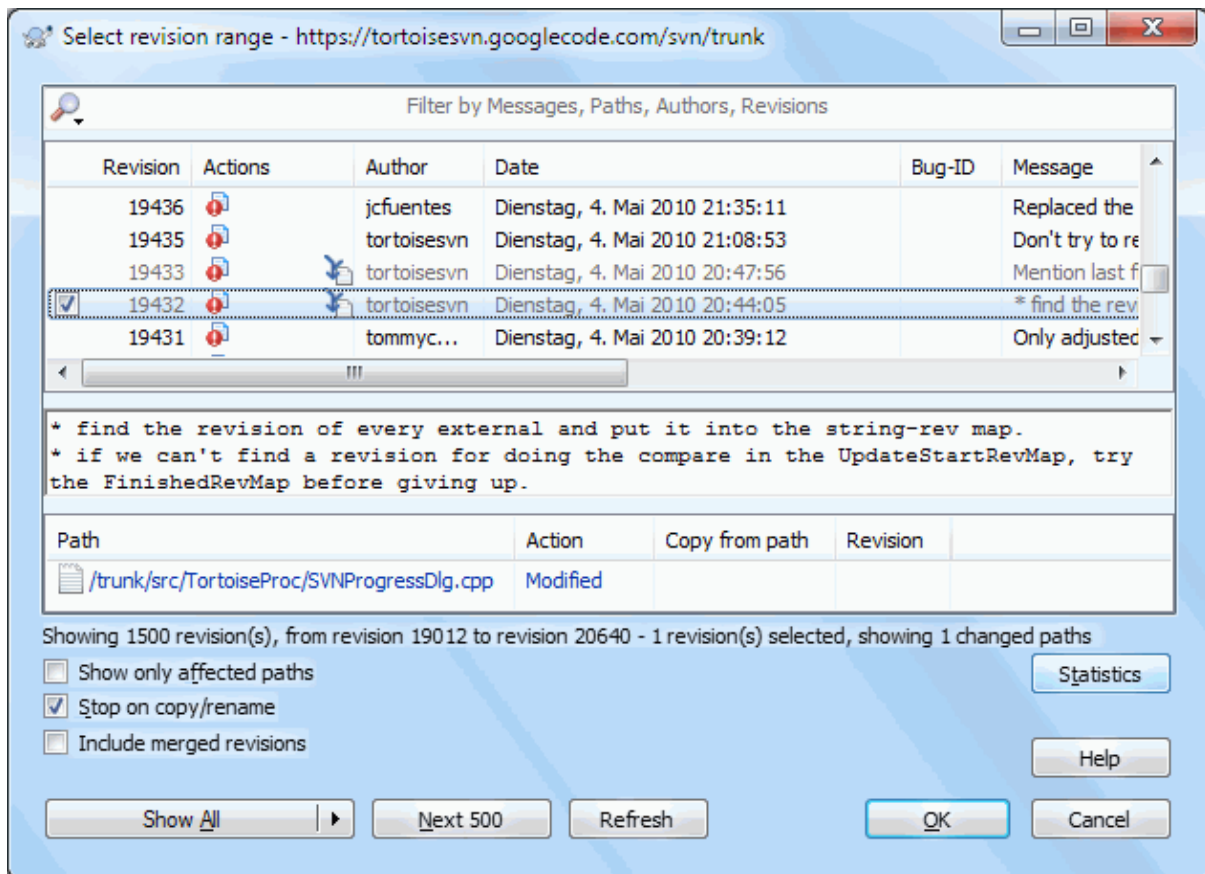 Select revision range - https://tortoisesvn.googlecode.com/svn/trunk
Filter by Messages, Paths, Authors, Revisions
Revision Actions Author Date Bug-ID Message
19436 jcfuentes Dienstag, 4. Mai 2010 21:35:11 Replaced the
19435 tortoisesvn Dienstag, 4. Mai 2010 21:08:53 Don't try to re
19433 tortoisesvn Dienstag, 4. Mai 2010 20:47:56 Mention last f
19432 tortoisesvn Dienstag, 4. Mai 2010 20:44:05 * find the rev
19431 tommyc... Dienstag, 4. Mai 2010 20:39:12 Only adjusted
* find the revision of every external and put it into the string-rev map.
* if we can't find a revision for doing the compare in the UpdateStartRevMap, try
the FinishedRevMap before giving up.
Path Action Copy from path Revision
/trunk/src/TortoiseProc/SVNProgressDlg.cpp Modified
Showing 1500 revision(s), from revision 19012 to revision 20640 - 1 revision(s) selected, showing 1 changed paths
Show only affected paths Statistics
Stop on copy/rename
Include merged revisions
Help
Show All Next 500 Refresh OK Cancel